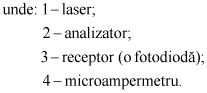 unde: 1 – laser;
2 – analizator;
3 – receptor (o fotodiodă);
4 – microampermetru.